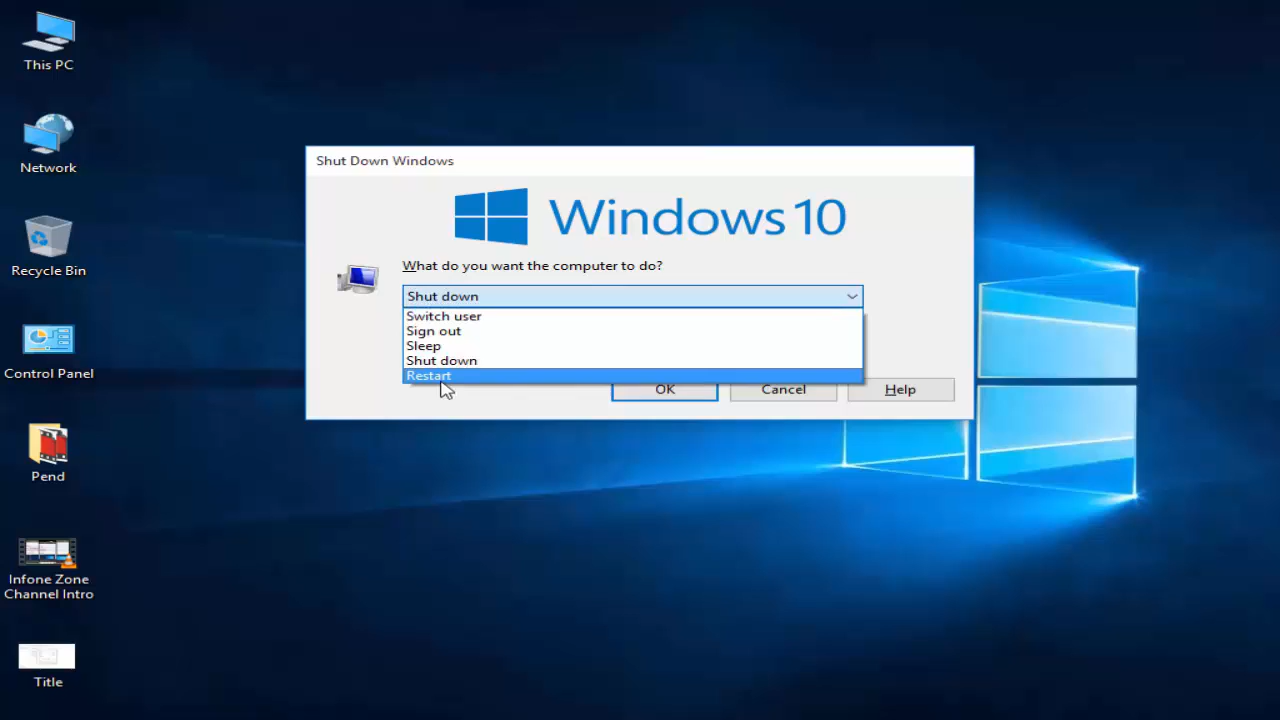 This PC
Network
Recycle Bin
Control Panel
Pend
Infone Zone
Channel Intro
Title
Shut Down Windows
Windows 10
What do you want the computer to do?
Shut down
Switch user
Sign out
Sleep
Shut down
Restart
OK
Cancel
Help